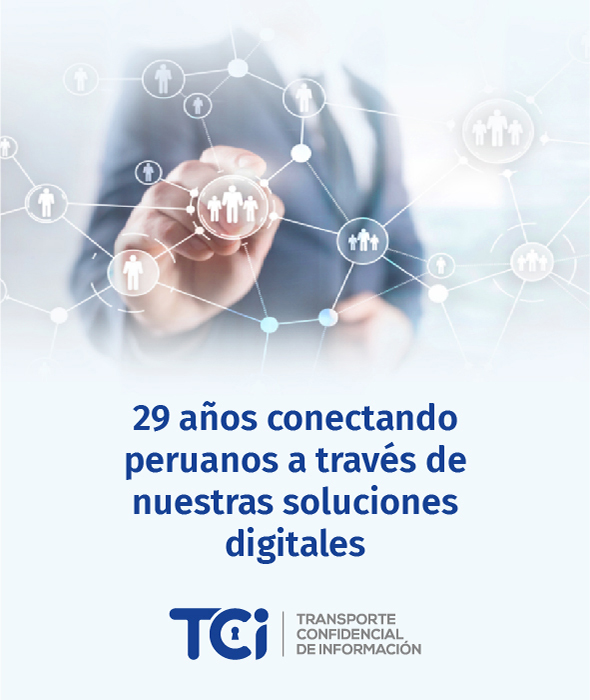 29 años conectando
peruanos a través de
nuestras soluciones
digitales
TCi
TRANSPORTE
CONFIDENCIAL
DE INFORMACIÓN